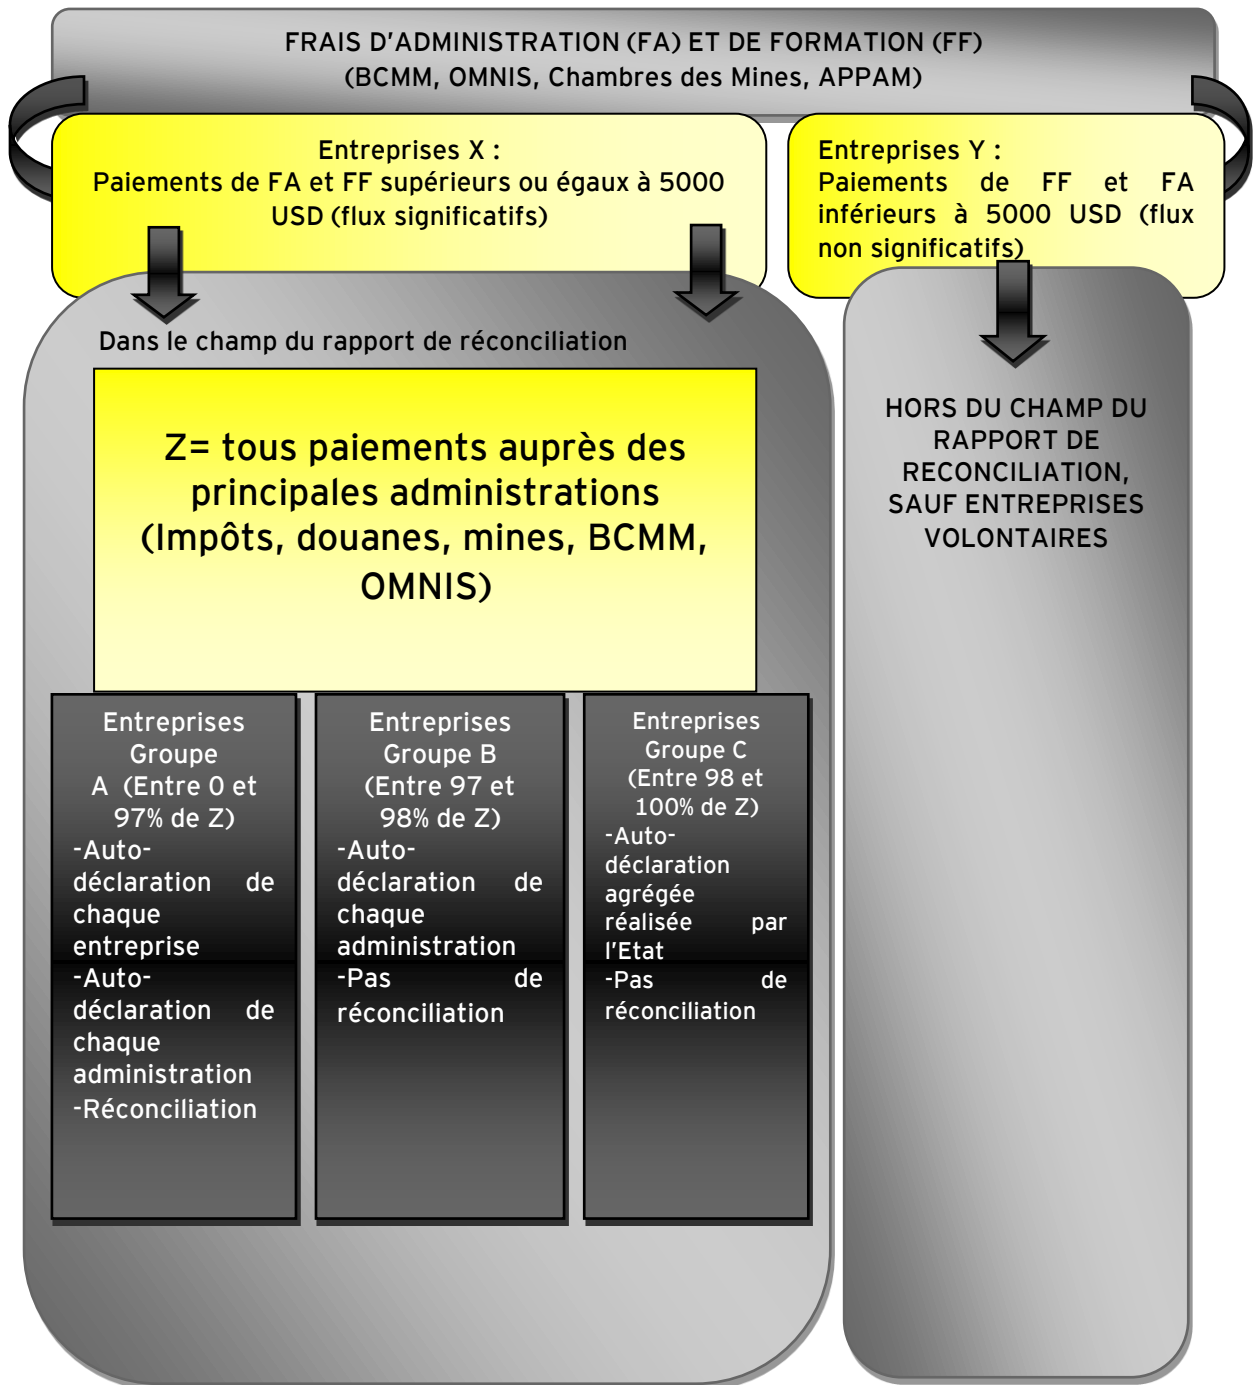 FRAIS D'ADMINISTRATION (FA) ET DE FORMATION (FF)
(BCMM, OMNIS, Chambres des Mines, APPAM)
Entreprises X :
Paiements de FA et FF supérieurs ou égaux à 5000
USD (flux significatifs)
Entreprises Y :
Paiements de FF et FA
inférieurs à 5000 USD (flux
non significatifs)
Dans le champ du rapport de réconciliation
Z= tous paiements auprès des
principales administrations
(Impôts, douanes, mines, BCMM,
OMNIS)
HORS DU CHAMP DU
RAPPORT DE
RECONCILIATION,
SAUF ENTREPRISES
VOLONTAIRES
Entreprises
Groupe
A (Entre 0 et
97% de Z)
-Auto-
déclaration de
chaque
entreprise
-Auto-
déclaration de
chaque
administration
-Réconciliation
Entreprises
Groupe B
(Entre 97 et
98% de Z)
-Auto-
déclaration de
chaque
administration
-Pas de
réconciliation
Entreprises
Groupe C
(Entre 98 et
100% de Z)
-Auto-
déclaration
agrégée
réalisée par
l'Etat
-Pas de
réconciliation